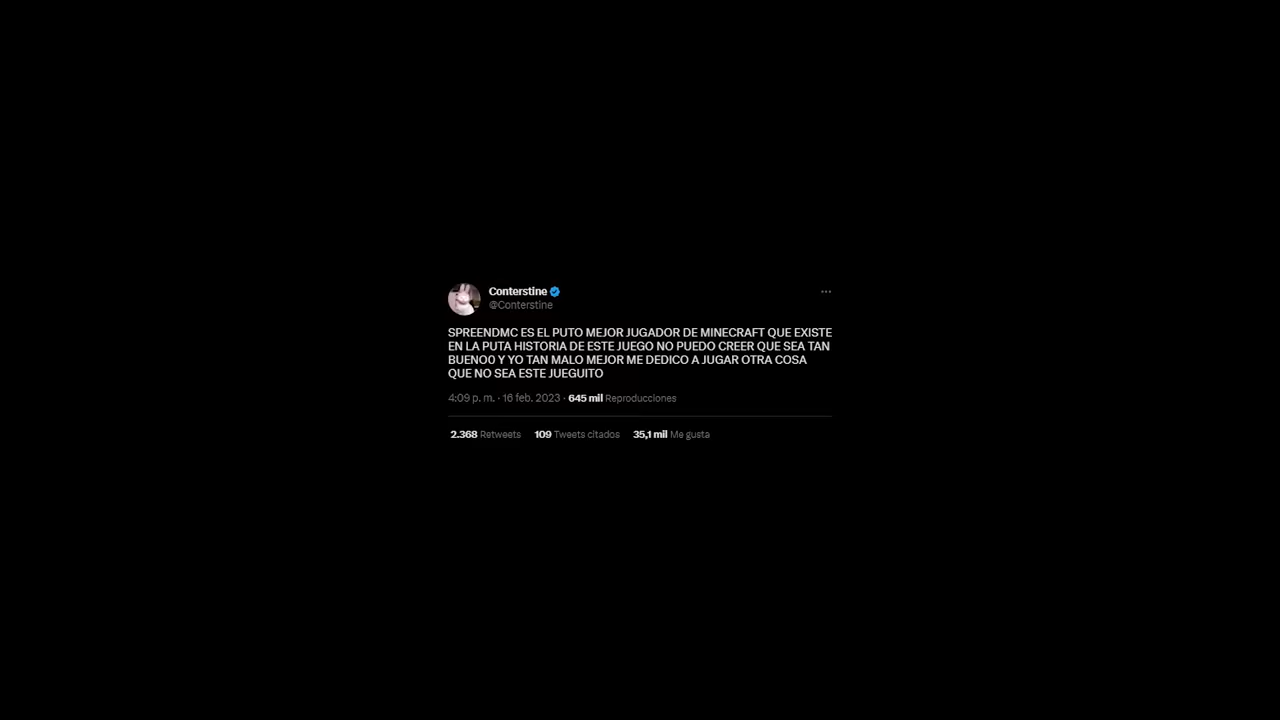 Conterstine
@Conterstine
SPREENDMC ES EL PUTO MEJOR JUGADOR DE MINECRAFT QUE EXISTE
EN LA PUTA HISTORIA DE ESTE JUEGO NO PUEDO CREER QUE SEA TAN
BUENO0 Y YO TAN MALO MEJOR ME DEDICO A JUGAR OTRA COSA
QUE NO SEA ESTE JUEGUITO
4:09 p. m. · 16 feb. 2023 · 645 mil Reproducciones
2.368 Retweets 109 Tweets citados 35,1 mil Me gusta